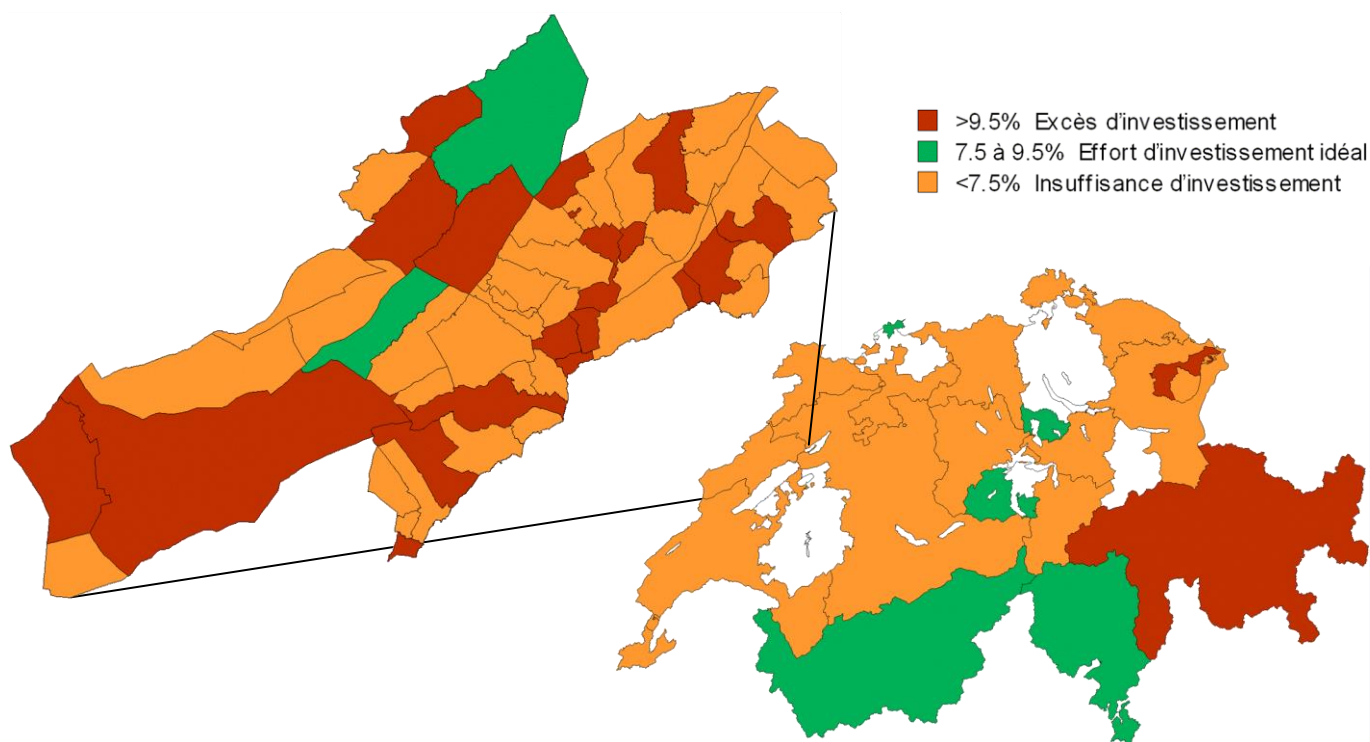 >9.5% Excès d'investissement
7.5 à 9.5% Effort d'investissement idéal
<7.5% Insuffisance d'investissement